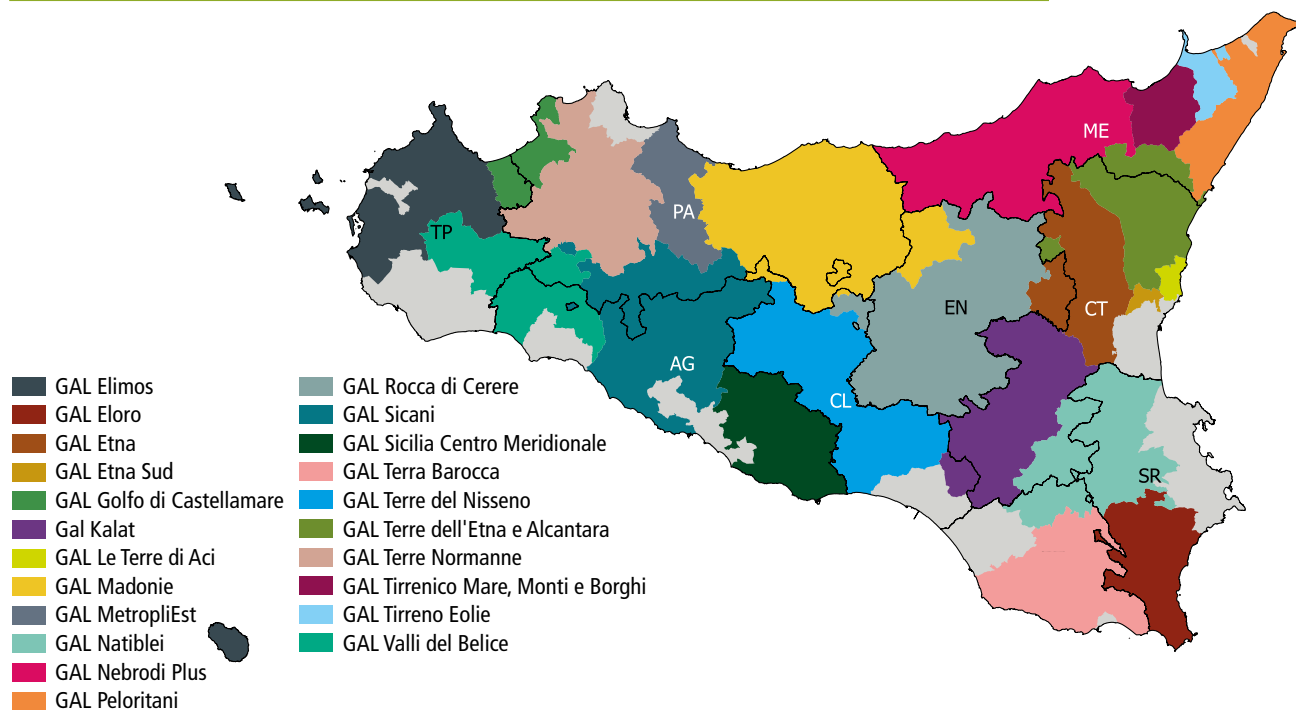 ME
PA
TP
EN
CT
AG
CL
SR
GAL Elimos
GAL Eloro
GAL Etna
GAL Etna Sud
GAL Golfo di Castellamare
Gal Kalat
GAL Le Terre di Aci
GAL Madonie
GAL MetropliEst
GAL Natiblei
GAL Nebrodi Plus
GAL Peloritani
GAL Rocca di Cerere
GAL Sicani
GAL Sicilia Centro Meridionale
GAL Terra Barocca
GAL Terre del Nisseno
GAL Terre dell'Etna e Alcantara
GAL Terre Normanne
GAL Tirrenico Mare, Monti e Borghi
GAL Tirreno Eolie
GAL Valli del Belice